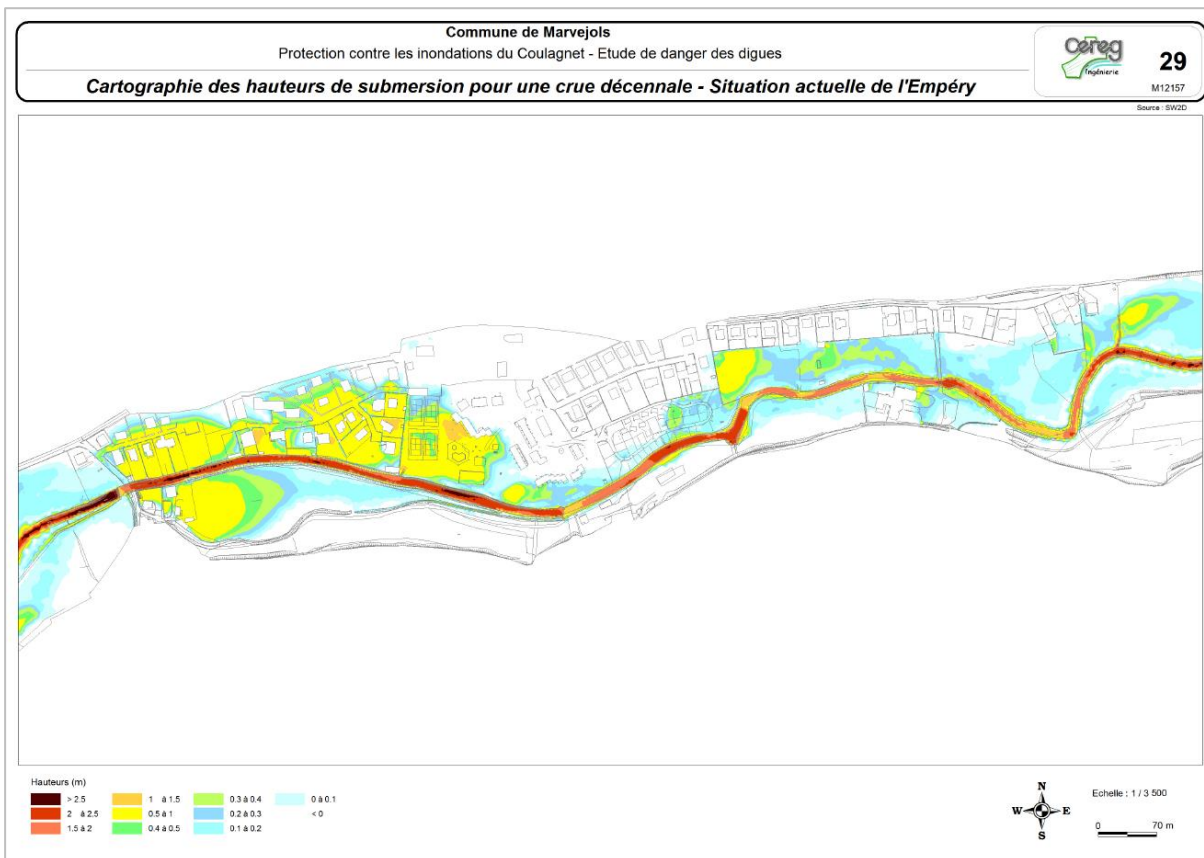 Commune de Marvejols
Protection contre les inondations du Coulagnet - Etude de danger des digues
Cartographie des hauteurs de submersion pour une crue décennale - Situation actuelle de l'Empéry
Cereg
Ingénierie
29
M12157
Source : SW2D
Hauteurs (m)
> 2.5
2 à 2.5
1.5 à 2
1 à 1.5
0.5 à 1
0.4 à 0.5
0.3 à 0.4
0.2 à 0.3
0.1 à 0.2
0 à 0.1
< 0
N
W E
S
Echelle : 1 / 3 500
0 70 m